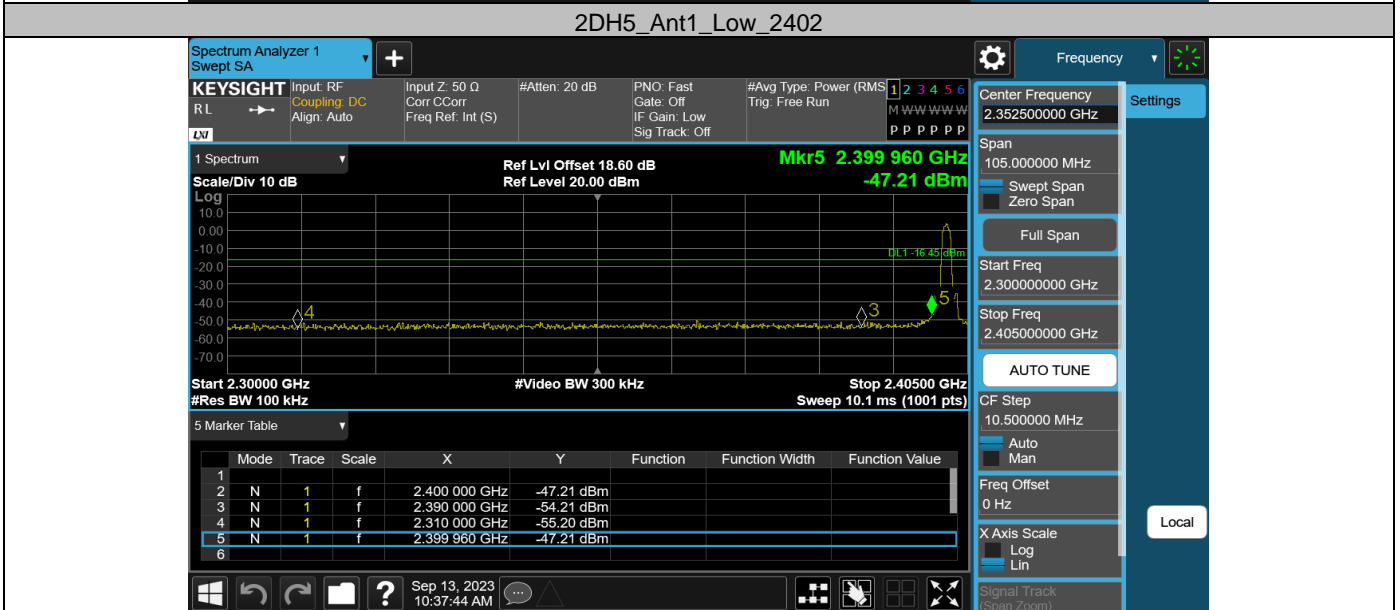 2DH5_Ant1_Low_2402
Spectrum Analyzer 1
Swept SA
+
Frequency
KEYSIGHT
RL
LXI
Input: RF
Coupling: DC
Align: Auto
Input Z: 50 Ω
Corr CCorr
Freq Ref: Int (S)
#Atten: 20 dB
PNO: Fast
Gate: Off
IF Gain: Low
Sig Track: Off
#Avg Type: Power (RMS
Trig: Free Run
1 2 3 4 5 6
M W W W W W
P P P P P P
1 Spectrum
Scale/Div 10 dB
Ref Lvl Offset 18.60 dB
Ref Level 20.00 dBm
Mkr5 2.399 960 GHz
-47.21 dBm
Log
10.0
0.00
-10.0
-20.0
-30.0
-40.0
-50.0
-60.0
-70.0
DL1 -16.45 dBm
4
3
5
Start 2.30000 GHz
#Video BW 300 kHz
Stop 2.40500 GHz
#Res BW 100 kHz
Sweep 10.1 ms (1001 pts)
5 Marker Table
Mode Trace Scale X Y Function Function Width Function Value
1
2 N 1 f 2.400 000 GHz -47.21 dBm
3 N 1 f 2.390 000 GHz -54.21 dBm
4 N 1 f 2.310 000 GHz -55.20 dBm
5 N 1 f 2.399 960 GHz -47.21 dBm
6
?
Sep 13, 2023
10:37:44 AM
Center Frequency
2.352500000 GHz
Settings
Span
105.000000 MHz
Swept Span
Zero Span
Full Span
Start Freq
2.300000000 GHz
Stop Freq
2.405000000 GHz
AUTO TUNE
CF Step
10.500000 MHz
Auto
Man
Freq Offset
0 Hz
Local
X Axis Scale
Log
Lin
Signal Track
(Span Zoom)